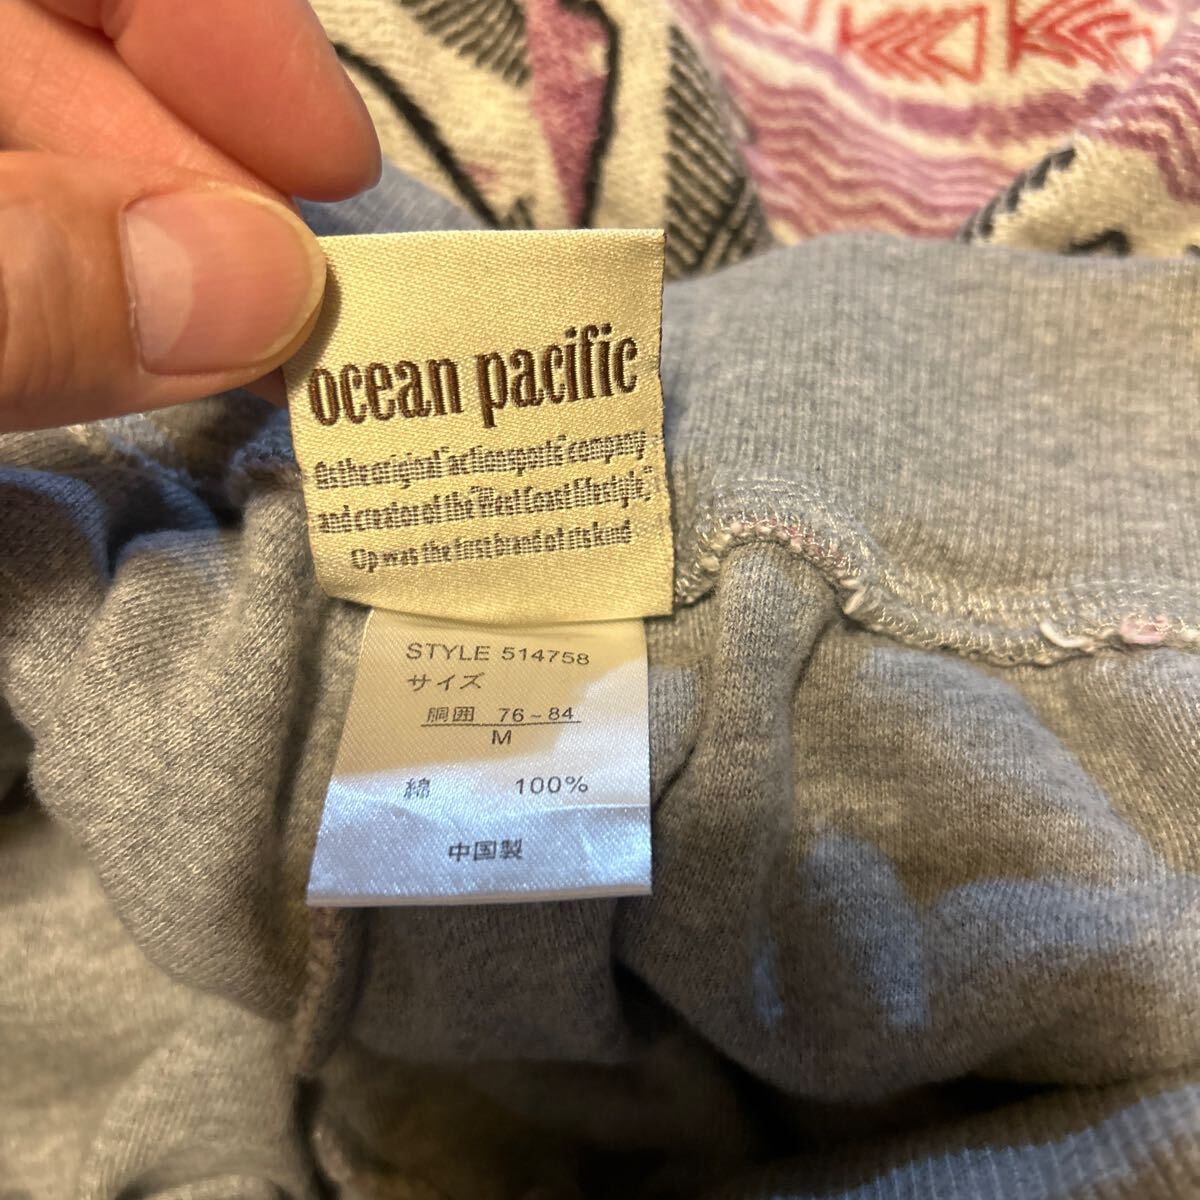 ocean pacific
As the original "action sports" company
and creator of the "West Coast lifestyle,"
Op was the first brand of its kind
STYLE 514758
サイズ
胴囲 76~84
M
綿 100%
中国製